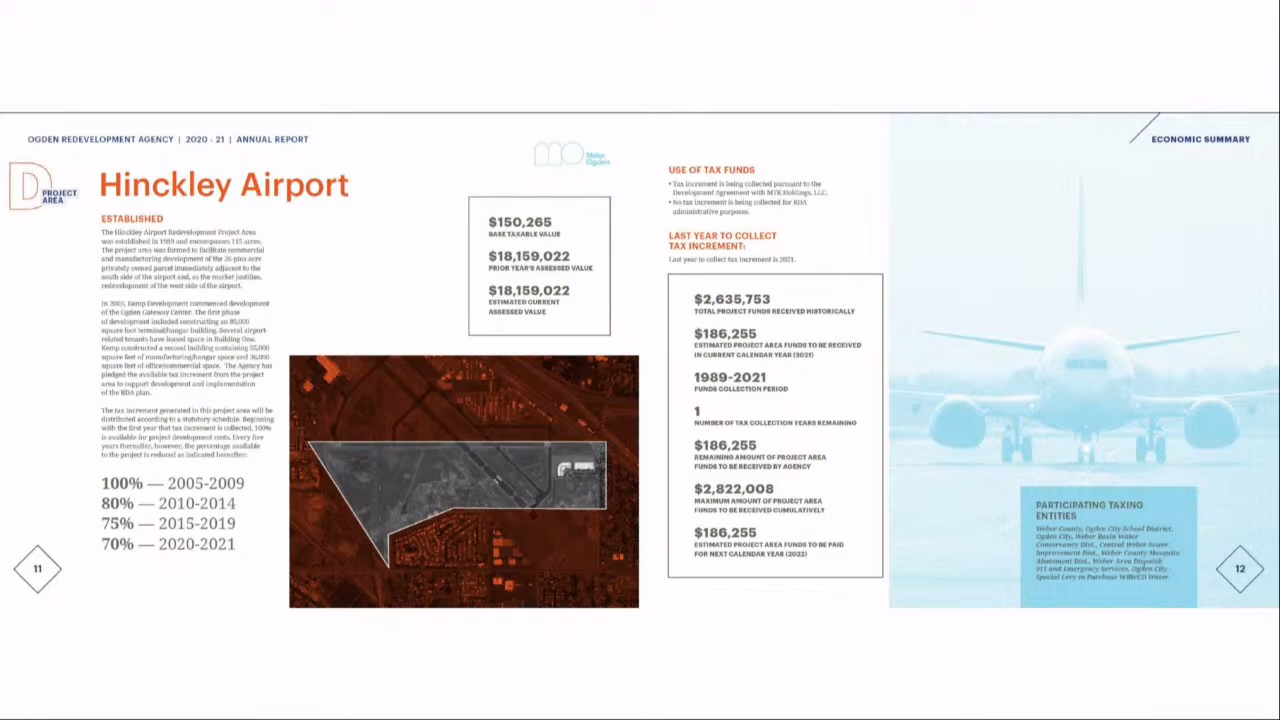 OGDEN REDEVELOPMENT AGENCY | 2020 - 21 | ANNUAL REPORT
PROJECT
AREA
Hinckley Airport
ESTABLISHED
The Hinckley Airport Redevelopment Project Area
was established in 1989 and encompasses 115 acres.
The project area was formed to facilitate commercial
and manufacturing development of the 26-plus acre
privately owned parcel immediately adjacent to the
south side of the airport and, as the market justifies,
redevelopment of the west side of the airport.
In 2003, Kemp Development commenced development
of the Ogden Gateway Center. The first phase
of development included constructing an 80,000
square foot terminal/hangar building. Several airport-
related tenants have leased space in Building One.
Kemp constructed a second building containing 55,000
square feet of manufacturing/hangar space and 36,000
square feet of office/commercial space. The Agency has
pledged the available tax increment from the project
area to support development and implementation
of the RDA plan.
The tax increment generated in this project area will be
distributed according to a statutory schedule. Beginning
with the first year that tax increment is collected, 100%
is available for project development costs. Every five
years thereafter, however, the percentage available
to the project is reduced as indicated hereafter:
100% — 2005-2009
80% — 2010-2014
75% — 2015-2019
70% — 2020-2021
11
Make
Ogden
$150,265
BASE TAXABLE VALUE
$18,159,022
PRIOR YEAR'S ASSESSED VALUE
$18,159,022
ESTIMATED CURRENT
ASSESSED VALUE
USE OF TAX FUNDS
• Tax increment is being collected pursuant to the
Development Agreement with MTK Holdings, LLC.
• No tax increment is being collected for RDA
administrative purposes.
LAST YEAR TO COLLECT
TAX INCREMENT:
Last year to collect tax increment is 2021.
$2,635,753
TOTAL PROJECT FUNDS RECEIVED HISTORICALLY
$186,255
ESTIMATED PROJECT AREA FUNDS TO BE RECEIVED
IN CURRENT CALENDAR YEAR (2021)
1989-2021
FUNDS COLLECTION PERIOD
1
NUMBER OF TAX COLLECTION YEARS REMAINING
$186,255
REMAINING AMOUNT OF PROJECT AREA
FUNDS TO BE RECEIVED BY AGENCY
$2,822,008
MAXIMUM AMOUNT OF PROJECT AREA
FUNDS TO BE RECEIVED CUMULATIVELY
$186,255
ESTIMATED PROJECT AREA FUNDS TO BE PAID
FOR NEXT CALENDAR YEAR (2022)
ECONOMIC SUMMARY
PARTICIPATING TAXING
ENTITIES
Weber County, Ogden City School District,
Ogden City, Weber Basin Water
Conservancy Dist., Central Weber Sewer
Improvement Dist., Weber County Mosquito
Abatement Dist., Weber Area Dispatch
911 and Emergency Services, Ogden City -
Special Levy to Purchase WBWCD Water.
12